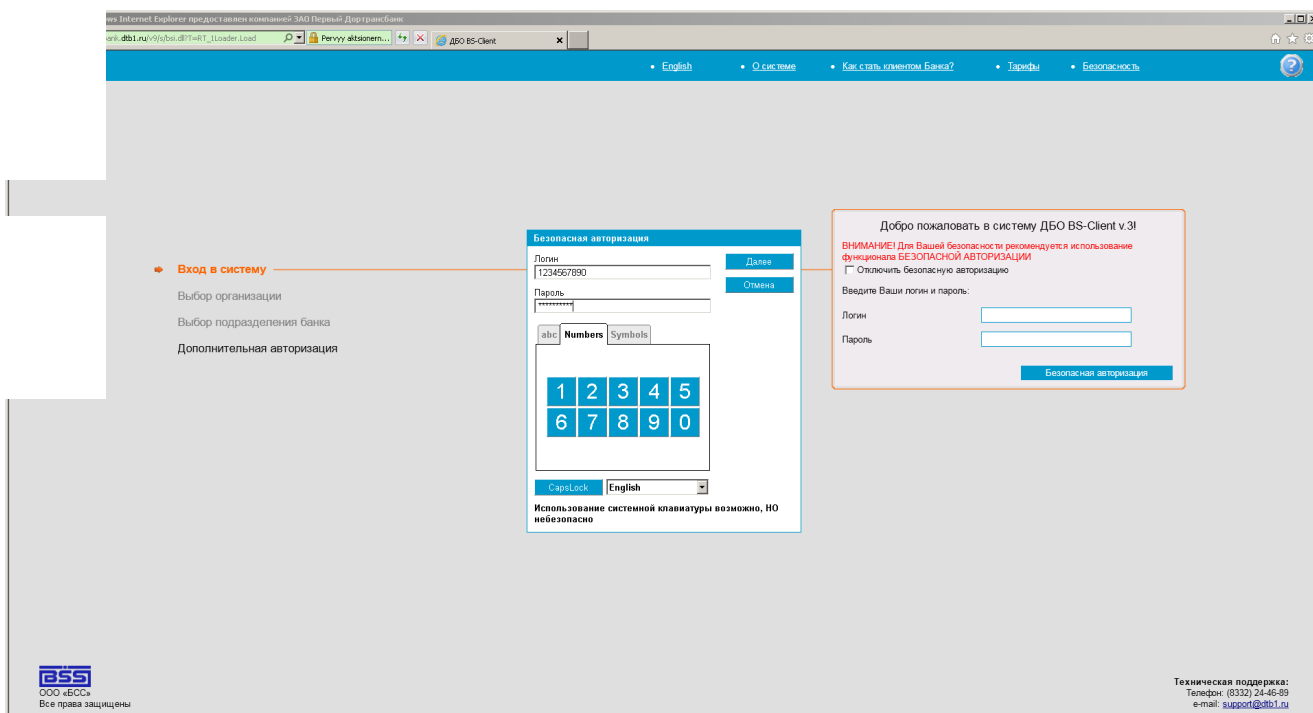 ws Internet Explorer предоставлен компанией ЗАО Первый Дортрансбанк
ank.dtb1.ru/v9/s/bsi.dll?T=RT_1Loader.Load Pervyy aktsionern... ДБО BS-Client
English О системе Как стать клиентом Банка? Тарифы Безопасность
Вход в систему
Выбор организации
Выбор подразделения банка
Дополнительная авторизация
Безопасная авторизация
Логин
1234567890
Далее
Пароль
**********
Отмена
abc Numbers Symbols
1 2 3 4 5
6 7 8 9 0
CapsLock English
Использование системной клавиатуры возможно, НО
небезопасно
Добро пожаловать в систему ДБО BS-Client v.3!
ВНИМАНИЕ! Для Вашей безопасности рекомендуется использование
функционала БЕЗОПАСНОЙ АВТОРИЗАЦИИ
Отключить безопасную авторизацию
Введите Ваши логин и пароль:
Логин
Пароль
Безопасная авторизация
BSS
ООО «БСС»
Все права защищены
Техническая поддержка:
Телефон: (8332) 24-46-89
e-mail: support@dtb1.ru